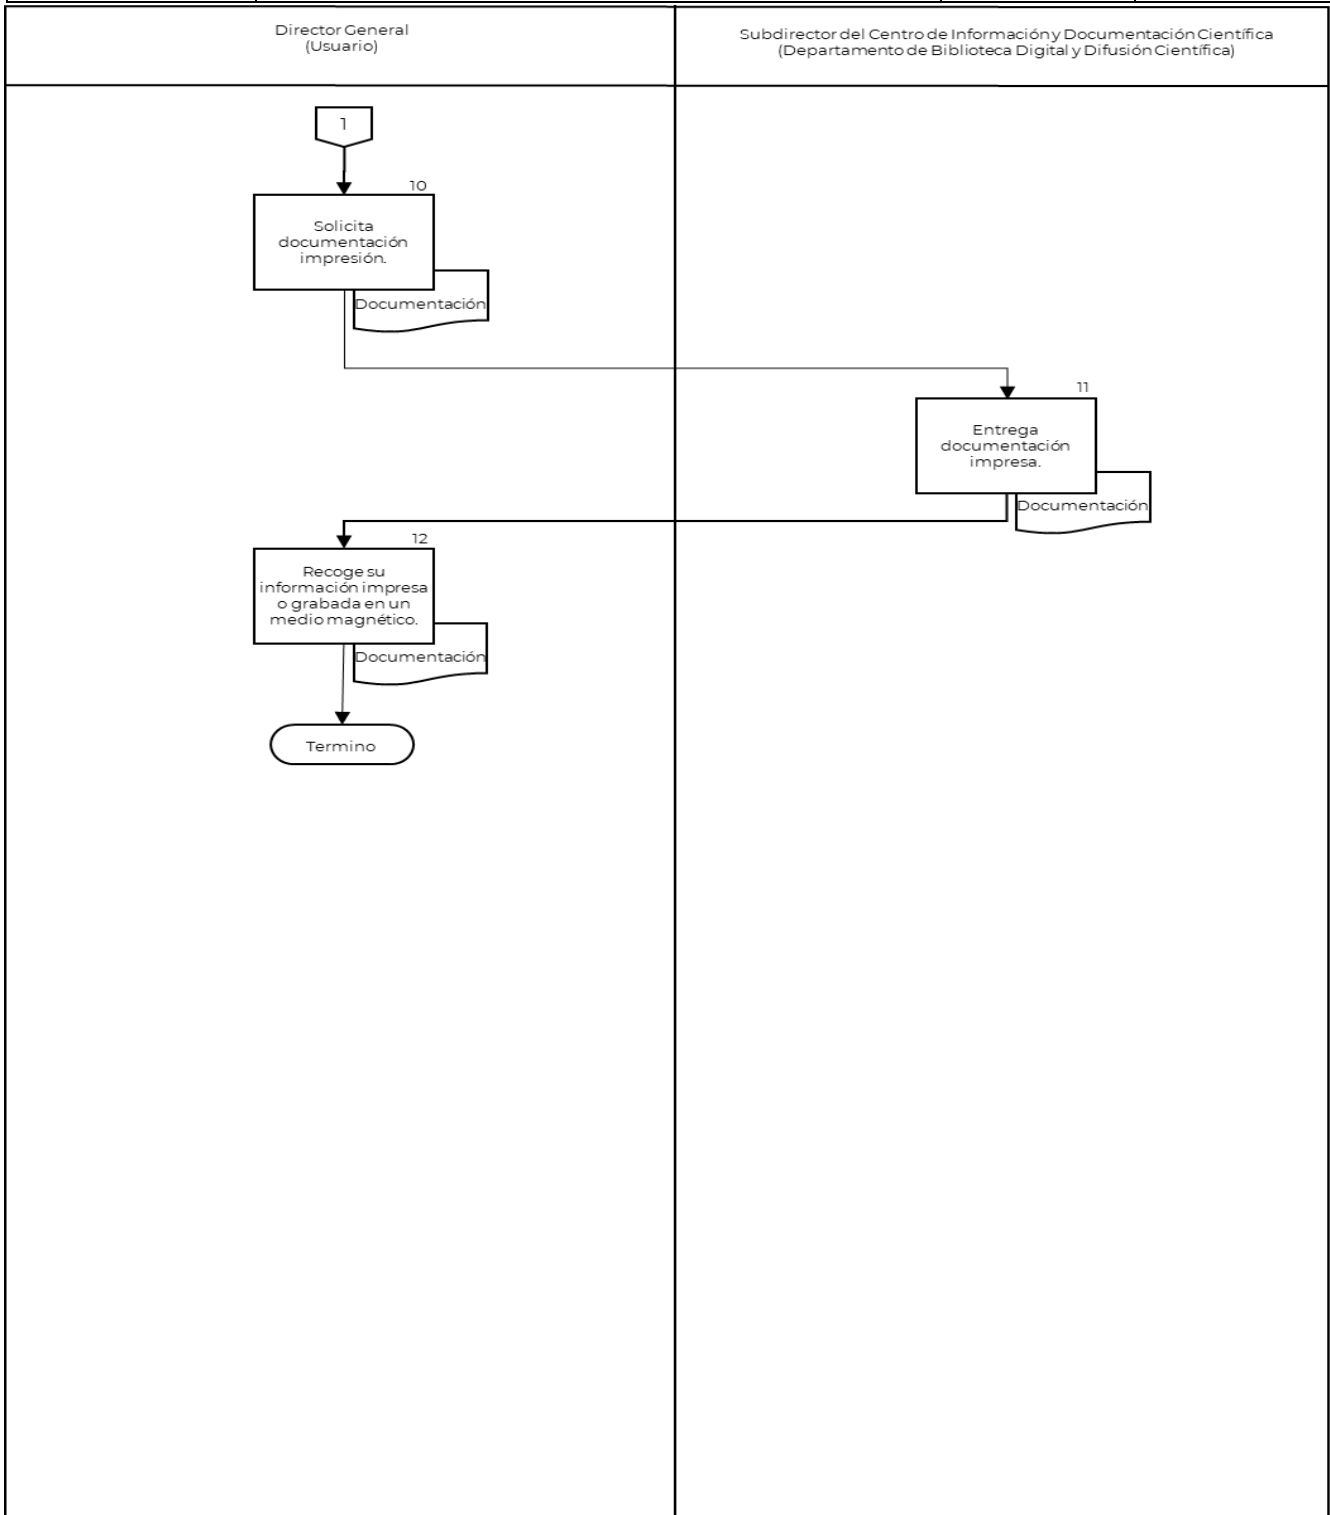 Director General
(Usuario)
Subdirector del Centro de Información y Documentación Científica
(Departamento de Biblioteca Digital y Difusión Científica)
1
10
Solicita
documentación
impresión.
Documentación
11
Entrega
documentación
impresa.
Documentación
12
Recoge su
información impresa
o grabada en un
medio magnético.
Documentación
Termino